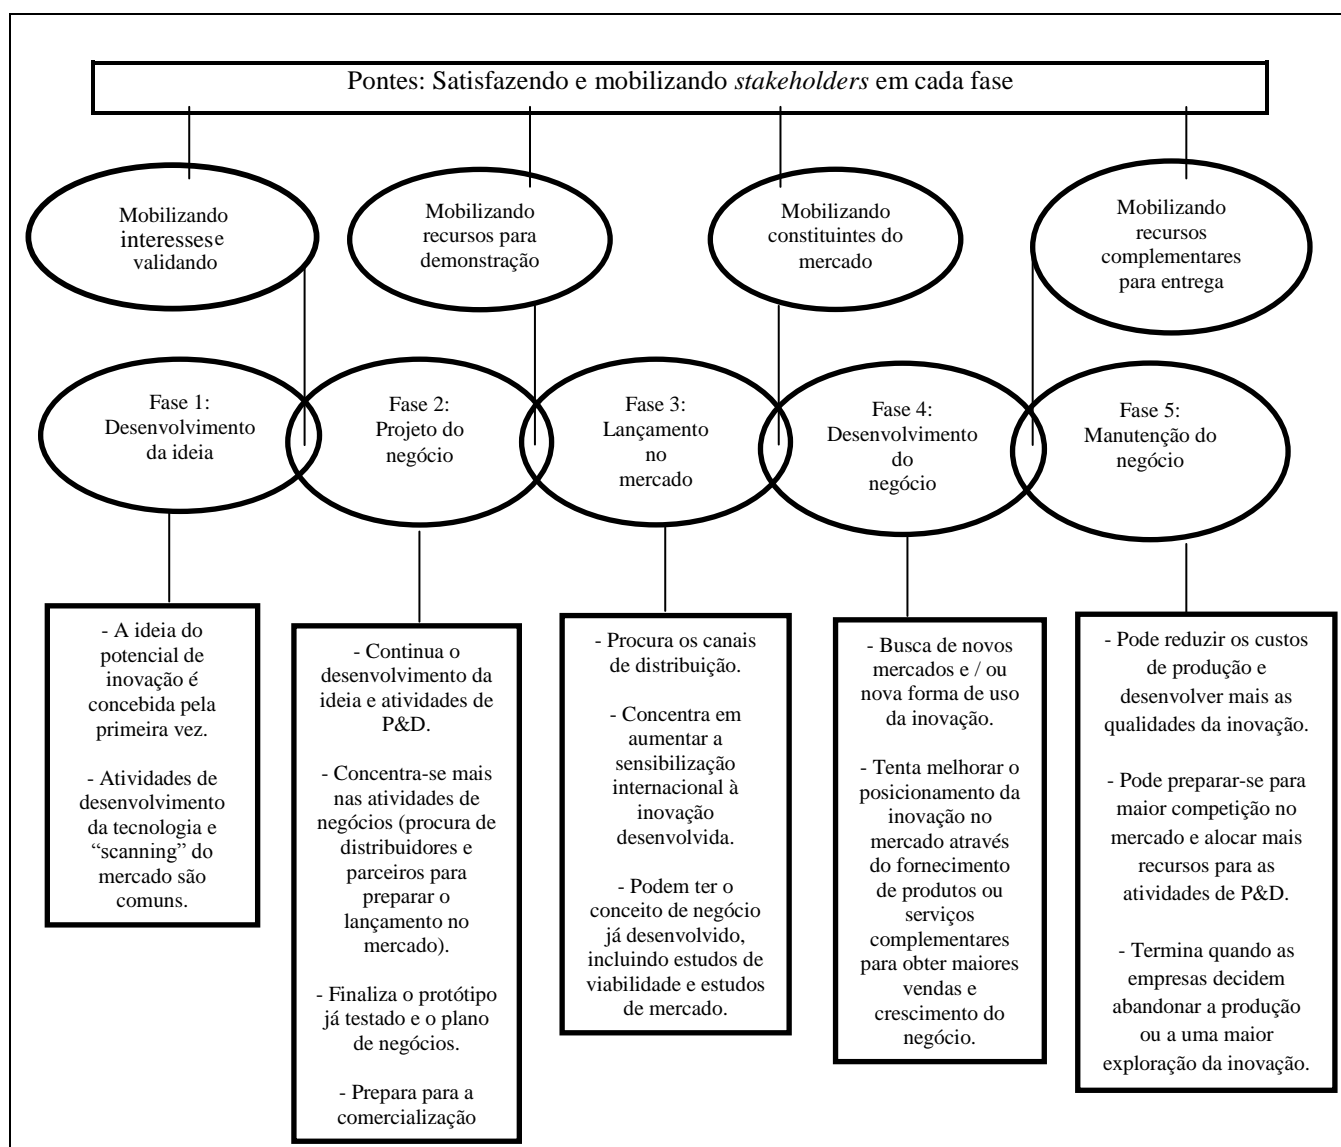 Pontes: Satisfazendo e mobilizando stakeholders em cada fase
Mobilizando
interesses e
validando
Mobilizando
recursos para
demonstração
Mobilizando
constituintes do
mercado
Mobilizando
recursos
complementares
para entrega
Fase 1:
Desenvolvimento
da ideia
Fase 2:
Projeto do
negócio
Fase 3:
Lançamento
no
mercado
Fase 4:
Desenvolvimento
do
negócio
Fase 5:
Manutenção do
negócio
- A ideia do
potencial de
inovação é
concebida pela
primeira vez.
- Atividades de
desenvolvimento
da tecnologia e
“scanning” do
mercado são
comuns.
- Continua o
desenvolvimento da
ideia e atividades de
P&D.
- Concentra-se mais
nas atividades de
negócios (procura de
distribuidores e
parceiros para
preparar o
lançamento no
mercado).
- Finaliza o protótipo
já testado e o plano
de negócios.
- Prepara para a
comercialização
- Procura os canais
de distribuição.
- Concentra em
aumentar a
sensibilização
internacional à
inovação
desenvolvida.
- Podem ter o
conceito de negócio
já desenvolvido,
incluindo estudos de
viabilidade e estudos
de mercado.
- Busca de novos
mercados e / ou
nova forma de uso
da inovação.
- Tenta melhorar o
posicionamento da
inovação no
mercado através
do fornecimento
de produtos ou
serviços
complementares
para obter maiores
vendas e
crescimento do
negócio.
- Pode reduzir os custos
de produção e
desenvolver mais as
qualidades da inovação.
- Pode preparar-se para
maior competição no
mercado e alocar mais
recursos para as
atividades de P&D.
- Termina quando as
empresas decidem
abandonar a produção
ou a uma maior
exploração da inovação.